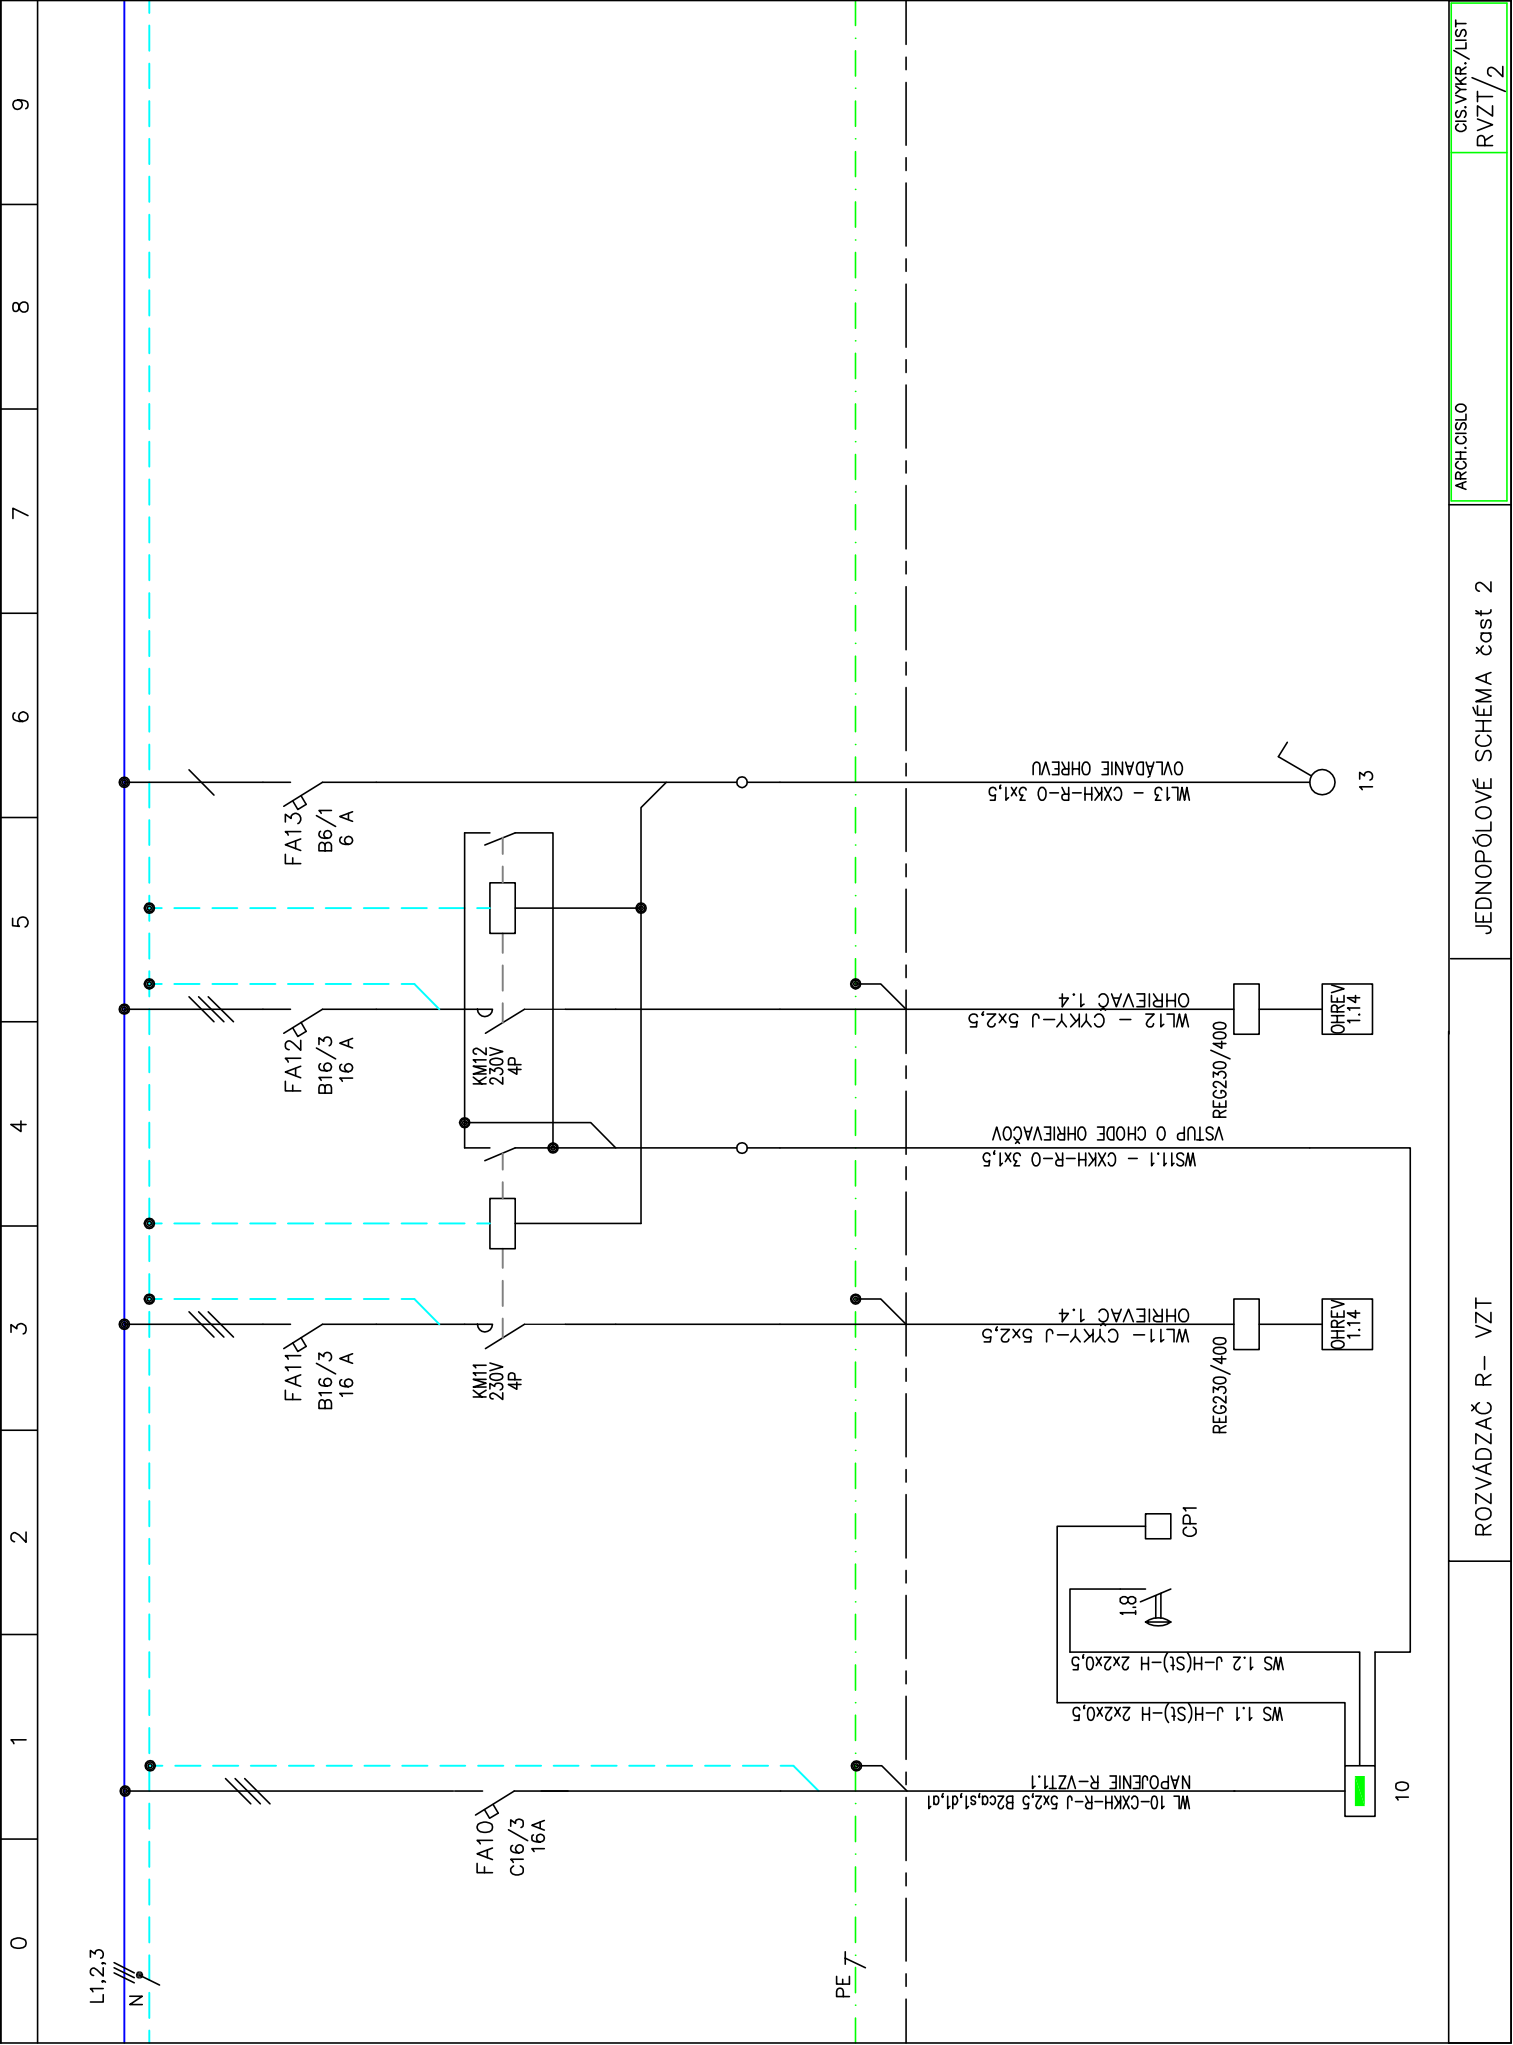 0 1 2 3 4 5 6 7 8 9
L1,2,3
N
FA10
C16/3
16A
FA11
B16/3
16 A
KM11
230V
4P
FA12
B16/3
16 A
KM12
230V
4P
FA13
B6/1
6 A
PE
WL 10-CXKH-R-J 5x2,5 B2ca,s1,d1,a1
NAPOJENIE R-VZT1.1
WS 1.1 J-H(St)-H 2x2x0,5
WS 1.2 J-H(St)-H 2x2x0,5
1.8
CP1
WL11- CYKY-J 5x2,5
OHRIEVAČ 1.4
WS11.1 - CXKH-R-O 3x1,5
VSTUP O CHODE OHRIEVAČOV
WL12 - CYKY-J 5x2,5
OHRIEVAČ 1.4
WL13 - CXKH-R-O 3x1,5
OVLÁDANIE OHREVU
REG230/400
REG230/400
OHREV
1.14
OHREV
1.14
10
13
ROZVÁDZAČ R- VZT
JEDNOPÓLOVÉ SCHÉMA časť 2
ARCH.CISLO
CIS.VYKR./LIST
RVZT/2